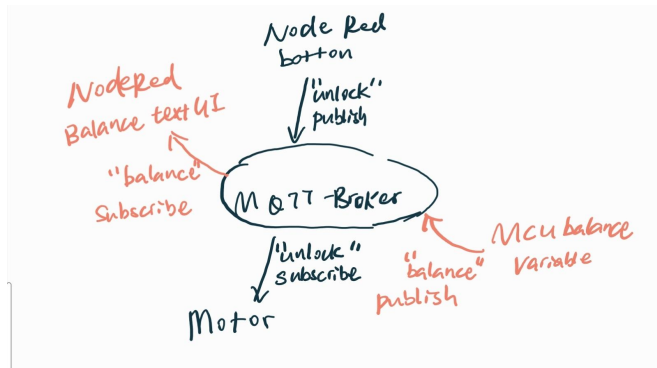 Node Red
botton
"unlock"
publish
NodeRed
Balance text UI
"balance"
subscribe
MQTT-Broker
"unlock"
subscribe
Motor
MCU balance
variable
"balance"
publish